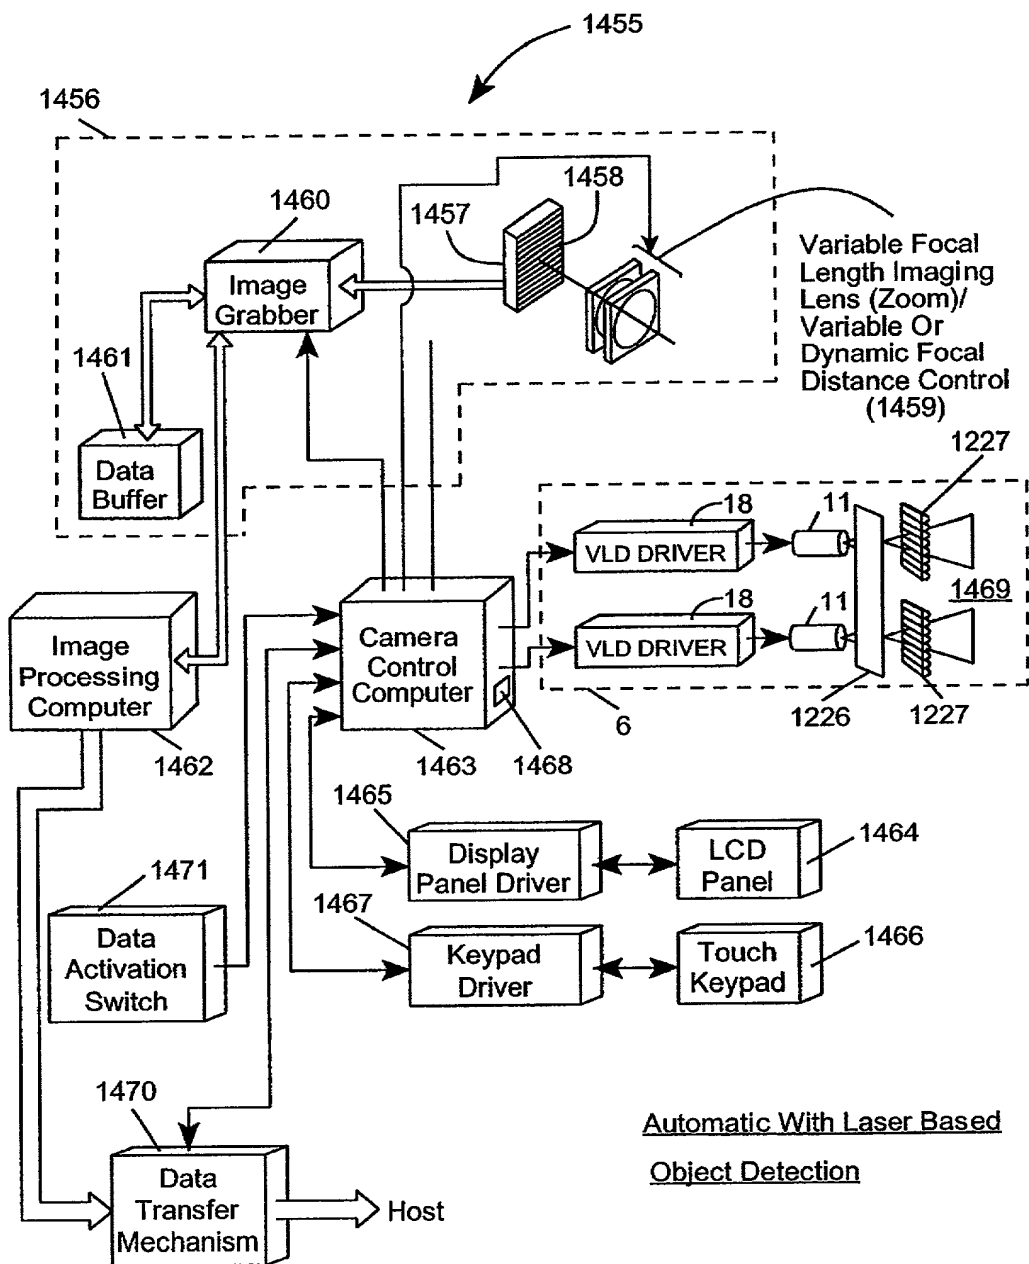 1455
1456
1460
1457
1458
Image
Grabber
1461
Data
Buffer
Variable Focal
Length Imaging
Lens (Zoom)/
Variable Or
Dynamic Focal
Distance Control
(1459)
1227
18
11
VLD DRIVER
18
11
VLD DRIVER
1469
6
1226
1227
Image
Processing
Computer
1462
Camera
Control
Computer
1463
1468
1465
Display
Panel Driver
1464
LCD
Panel
1467
Keypad
Driver
1466
Touch
Keypad
1471
Data
Activation
Switch
1470
Data
Transfer
Mechanism
Host
Automatic With Laser Based
Object Detection